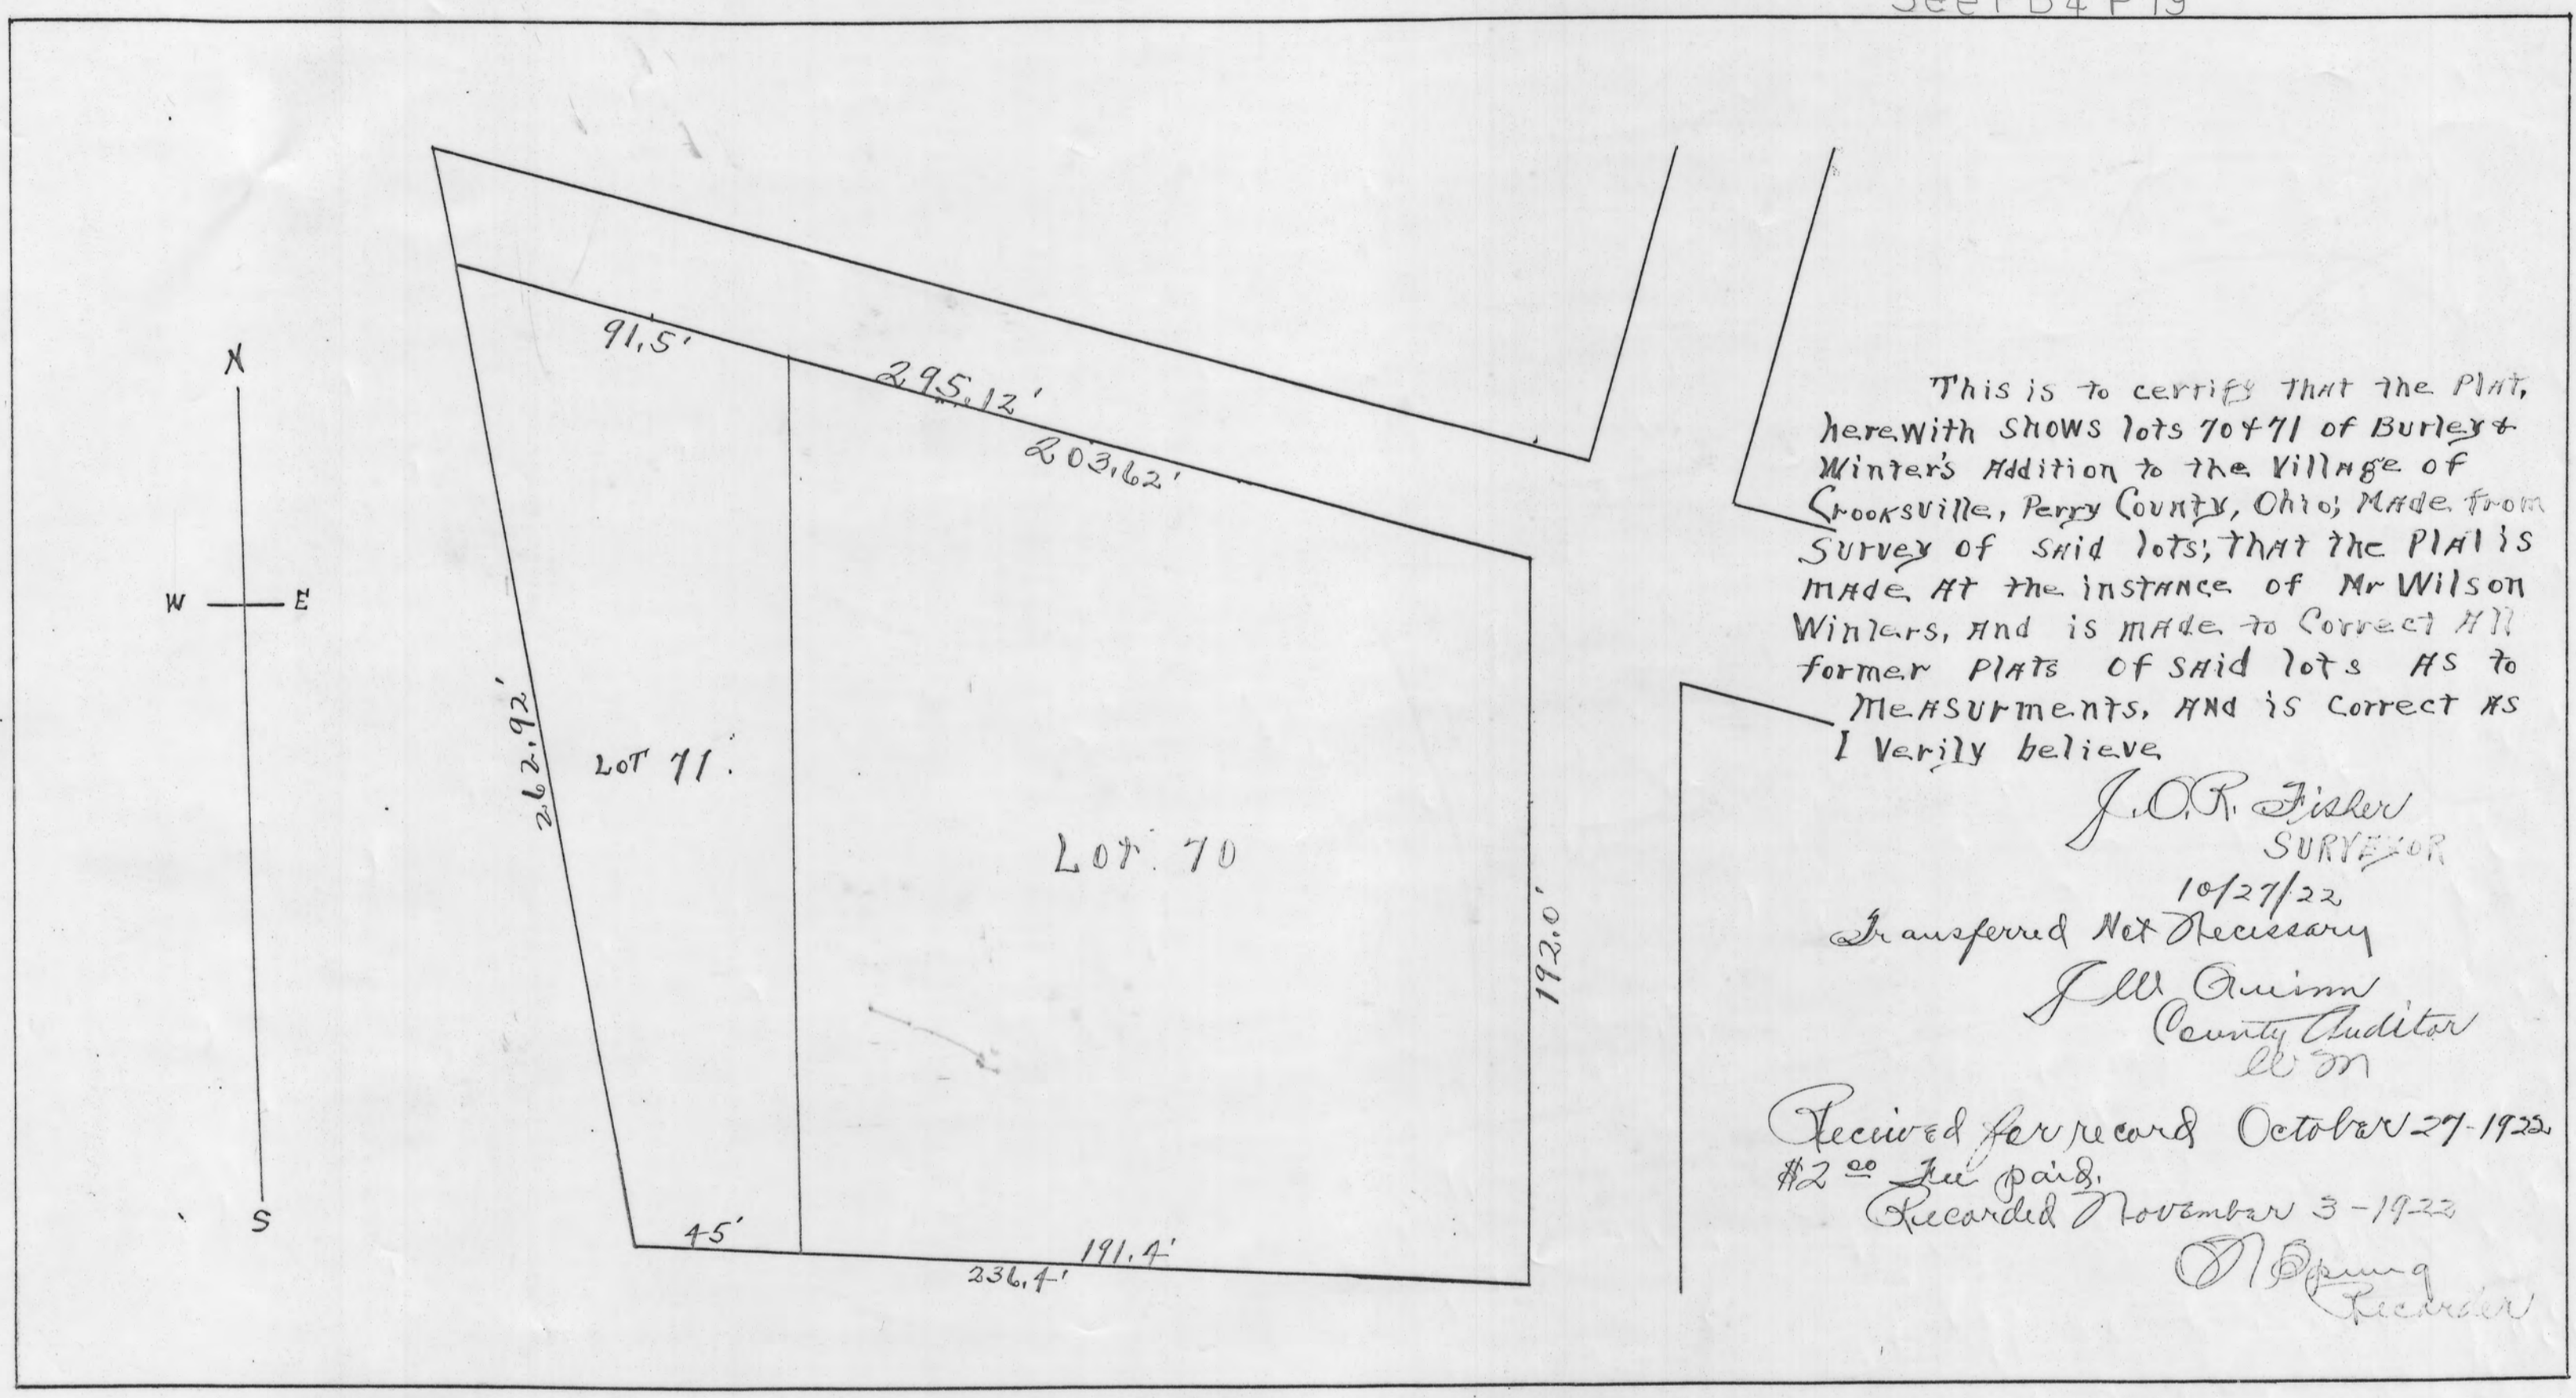 N
W E
S
91.5'
295.12'
203.62'
262.92'
LOT 71.
LOT. 70
192.0'
45'
191.4'
236.4'
This is to certify that the Plat,
herewith shows lots 70 & 71 of Burley &
Winter's Addition to the Village of
Crooksville, Perry County, Ohio; Made from
Survey of said lots; that the Plat is
made at the instance of Mr Wilson
Winters, and is made to Correct all
former Plats of said lots as to
Measurments, and is correct as
I Verily believe
J.O.R. Fisher
SURVEYOR
10/27/22
Transferred Not Necessary
J W Quinn
County Auditor
Received for record October 27-1922
$2 00 Fee paid.
Recorded November 3-1922
Recorder